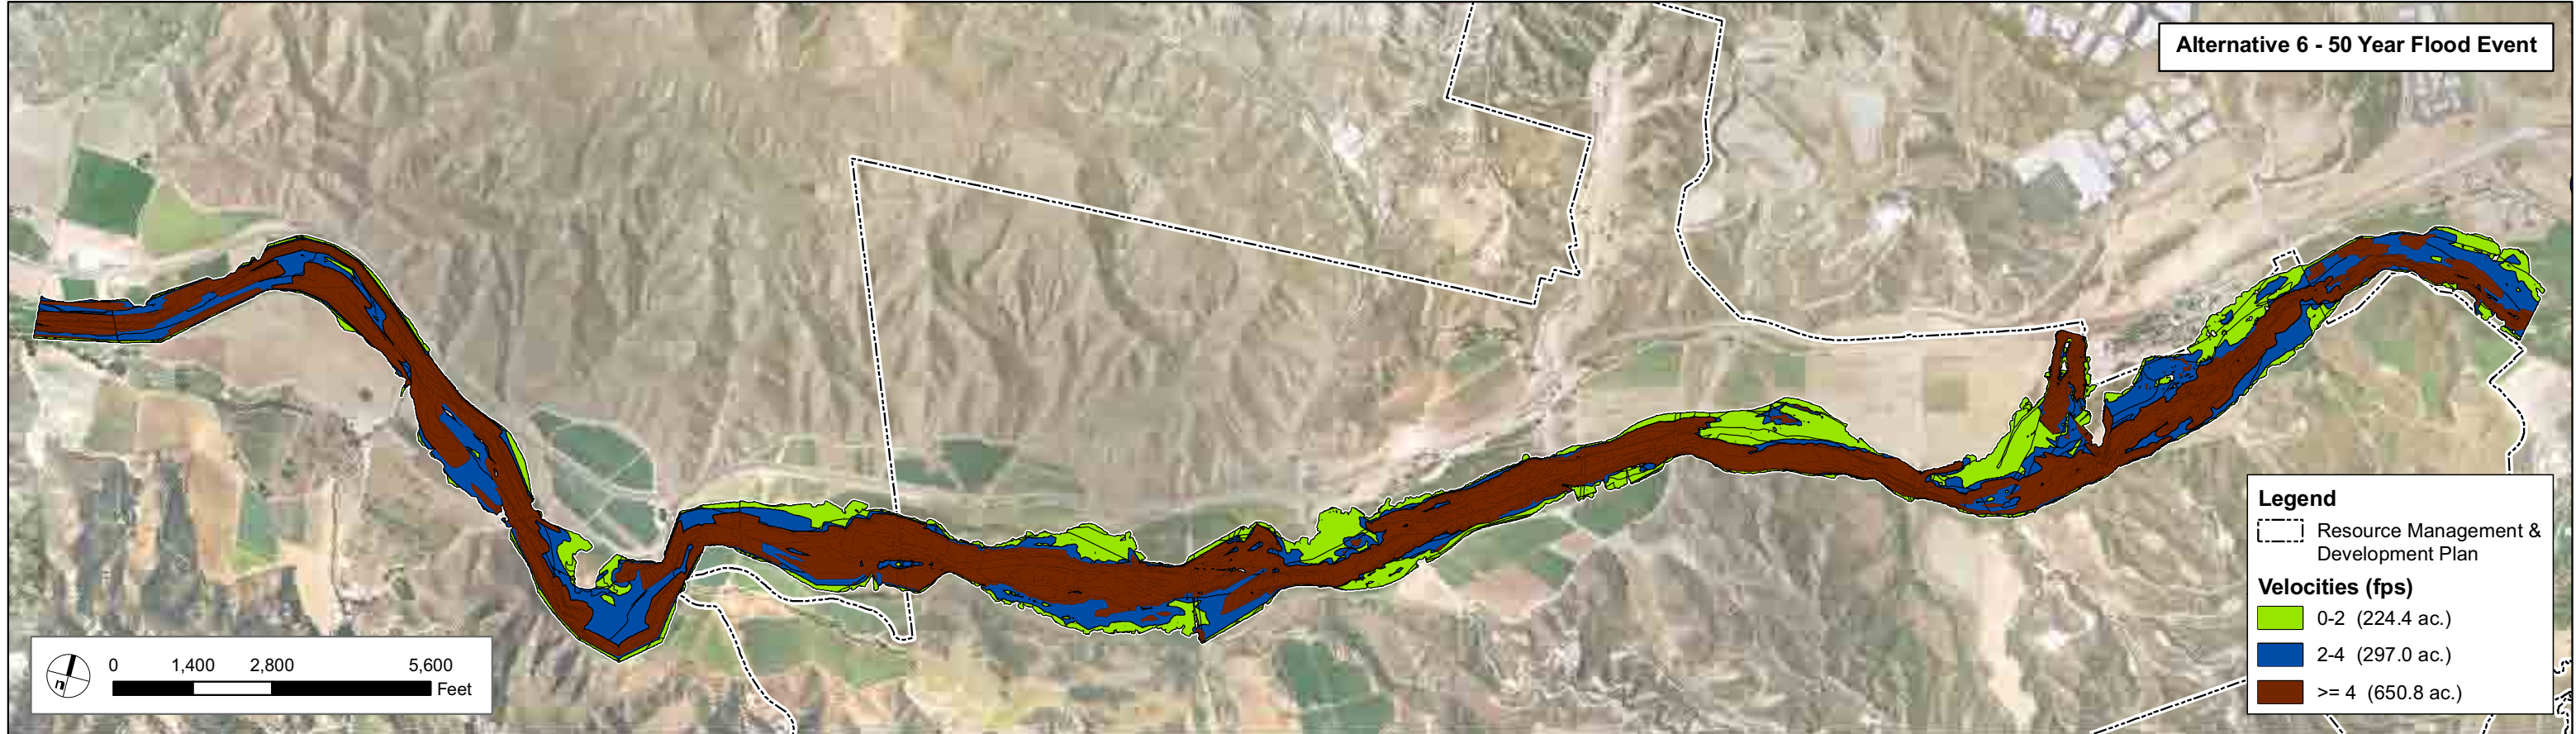 Alternative 6 - 50 Year Flood Event
Legend
Resource Management &
Development Plan
Velocities (fps)
0-2 (224.4 ac.)
2-4 (297.0 ac.)
>= 4 (650.8 ac.)
n
0 1,400 2,800 5,600
Feet